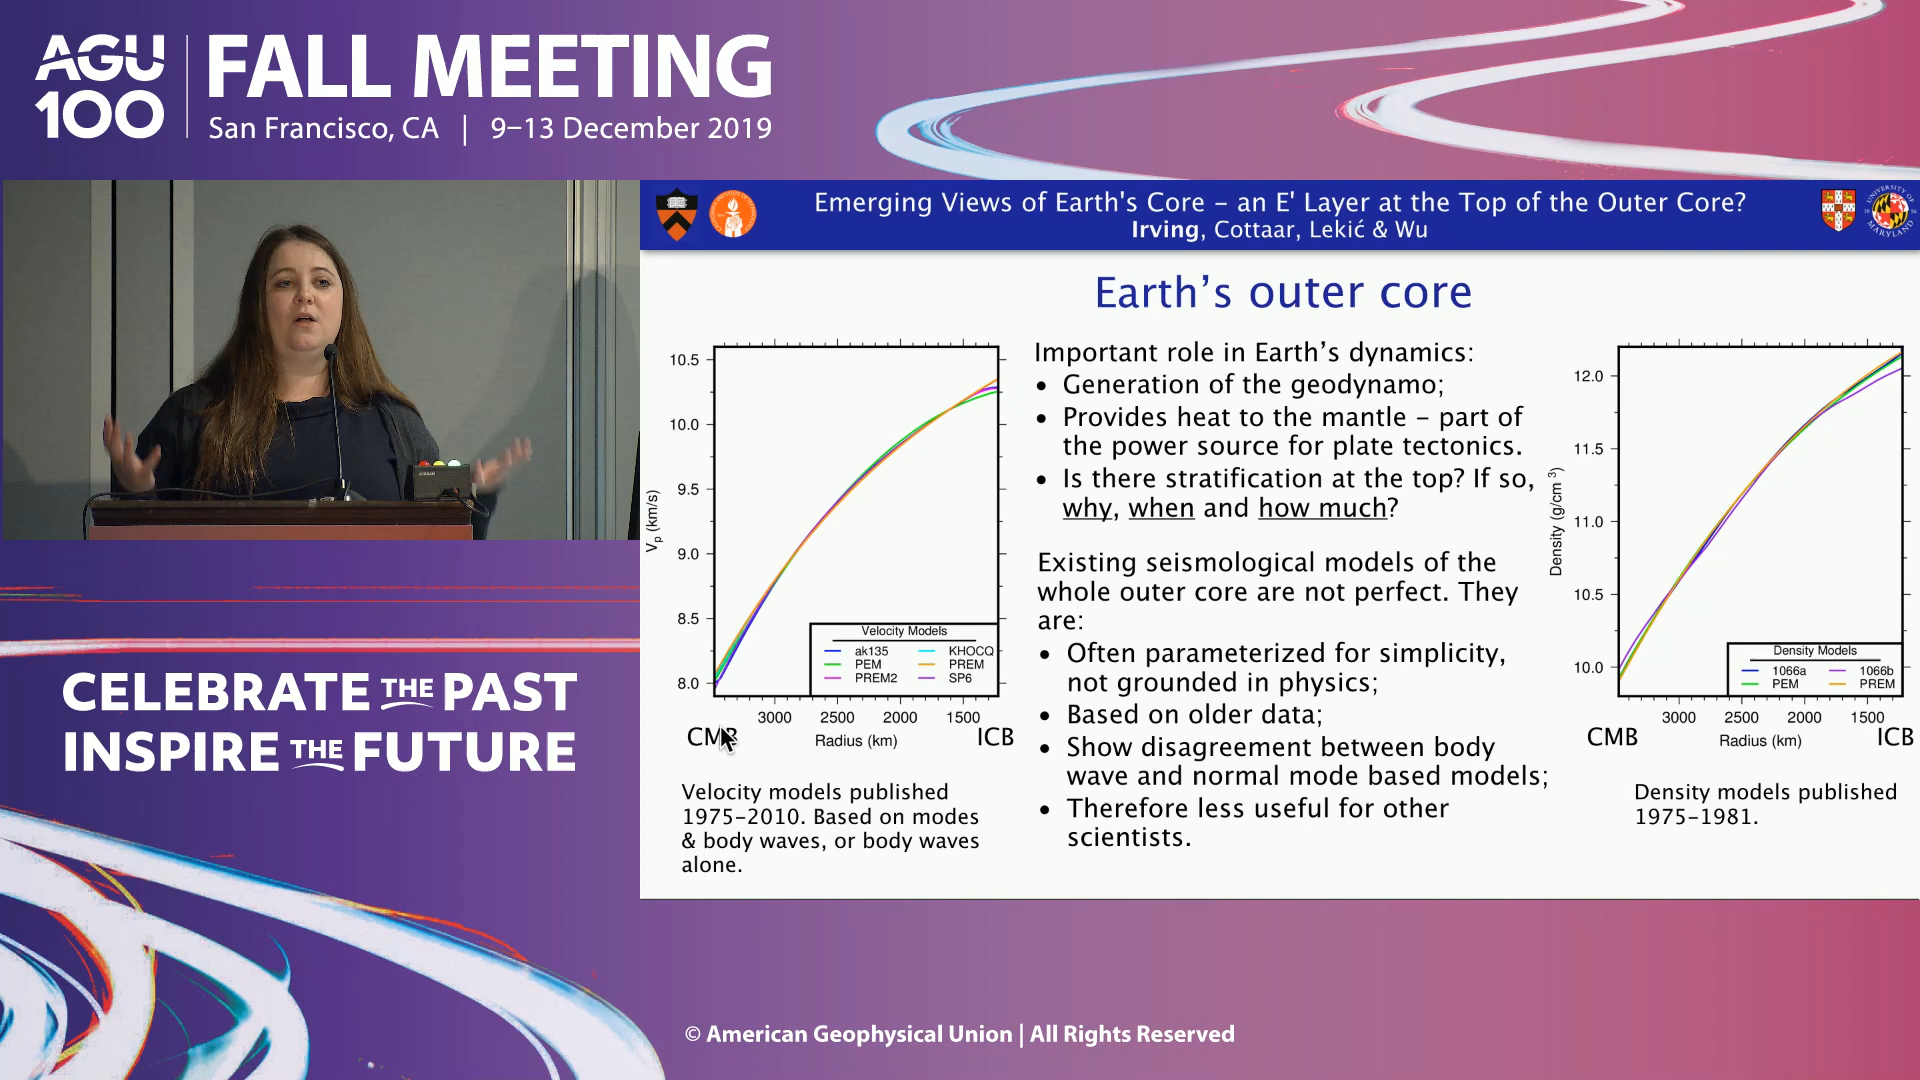 AGU
100
FALL MEETING
San Francisco, CA | 9–13 December 2019
Emerging Views of Earth's Core – an E' Layer at the Top of the Outer Core?
Irving, Cottaar, Lekić & Wu
Earth's outer core
10.5
10.0
9.5
9.0
8.5
8.0
Vp (km/s)
Velocity Models
ak135 KHOCQ
PEM PREM
PREM2 SP6
3000 2500 2000 1500
CMB Radius (km) ICB
Velocity models published
1975–2010. Based on modes
& body waves, or body waves
alone.
Important role in Earth's dynamics:
• Generation of the geodynamo;
• Provides heat to the mantle – part of
the power source for plate tectonics.
• Is there stratification at the top? If so,
why, when and how much?
Existing seismological models of the
whole outer core are not perfect. They
are:
• Often parameterized for simplicity,
not grounded in physics;
• Based on older data;
• Show disagreement between body
wave and normal mode based models;
• Therefore less useful for other
scientists.
12.0
11.5
11.0
10.5
10.0
Density (g/cm 3)
Density Models
1066a 1066b
PEM PREM
3000 2500 2000 1500
CMB Radius (km) ICB
Density models published
1975–1981.
CELEBRATE THE PAST
INSPIRE THE FUTURE
© American Geophysical Union | All Rights Reserved